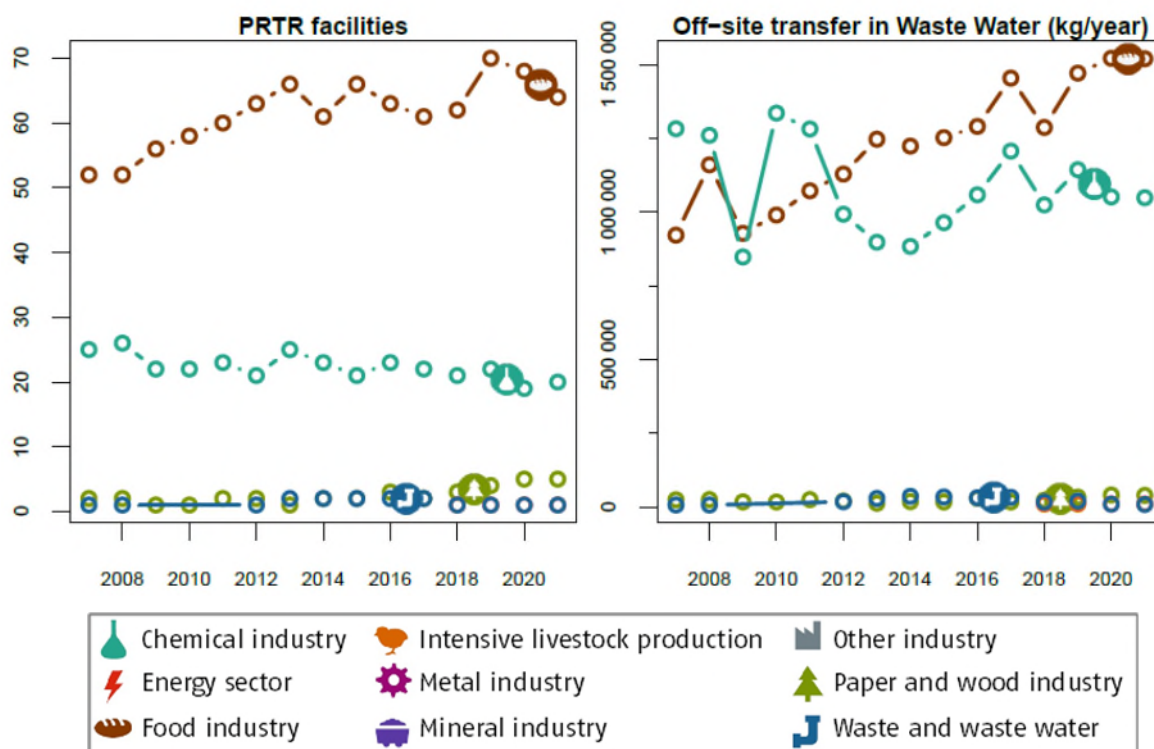 PRTR facilities
70
60
50
40
30
20
10
0
2008 2010 2012 2014 2016 2018 2020
Off-site transfer in Waste Water (kg/year)
1 500 000
1 000 000
500 000
0
2008 2010 2012 2014 2016 2018 2020
Chemical industry Intensive livestock production Other industry
Energy sector Metal industry Paper and wood industry
Food industry Mineral industry Waste and waste water